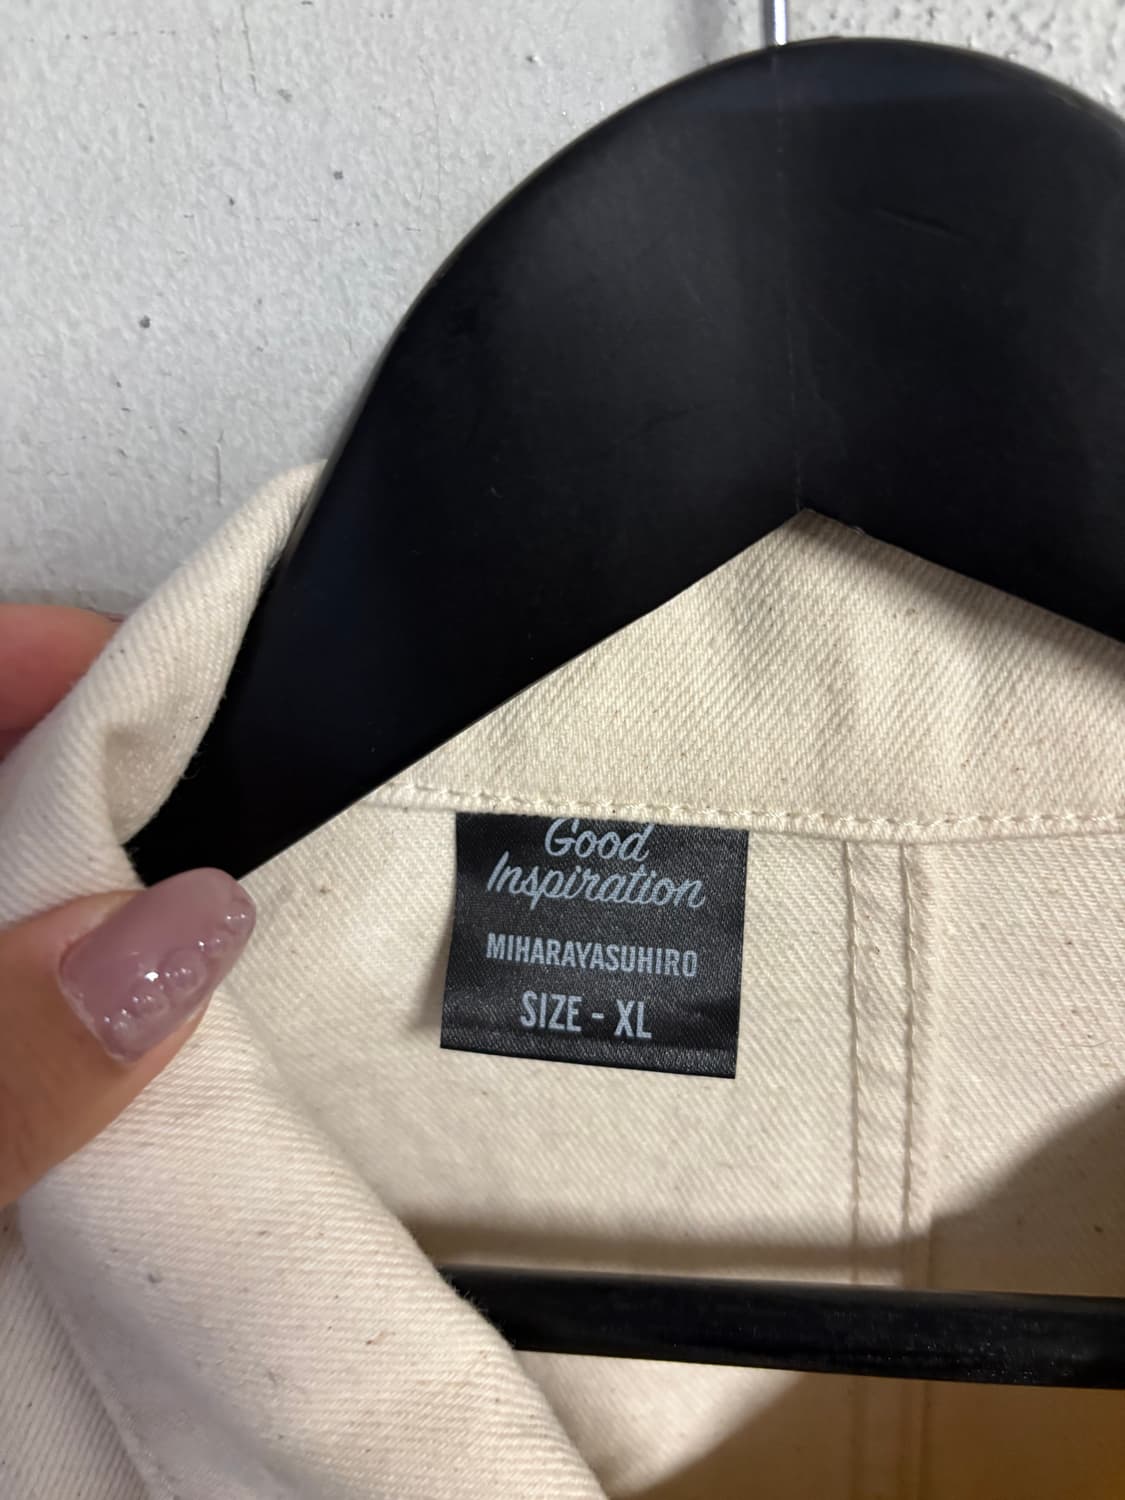 Good
Inspiration
MIHARAYASUHIRO
SIZE - XL